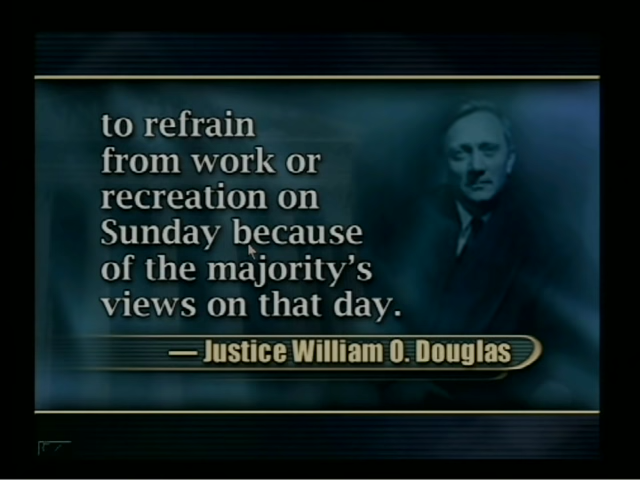 to refrain
from work or
recreation on
Sunday because
of the majority's
views on that day.
— Justice William O. Douglas